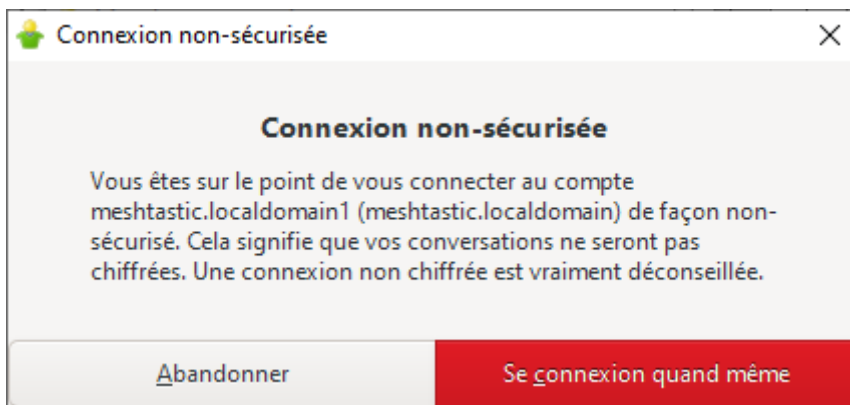 Connexion non-sécurisée
Connexion non-sécurisée
Vous êtes sur le point de vous connecter au compte
meshtastic.localdomain1 (meshtastic.localdomain) de façon non-
sécurisé. Cela signifie que vos conversations ne seront pas
chiffrées. Une connexion non chiffrée est vraiment déconseillée.
Abandonner
Se connexion quand même